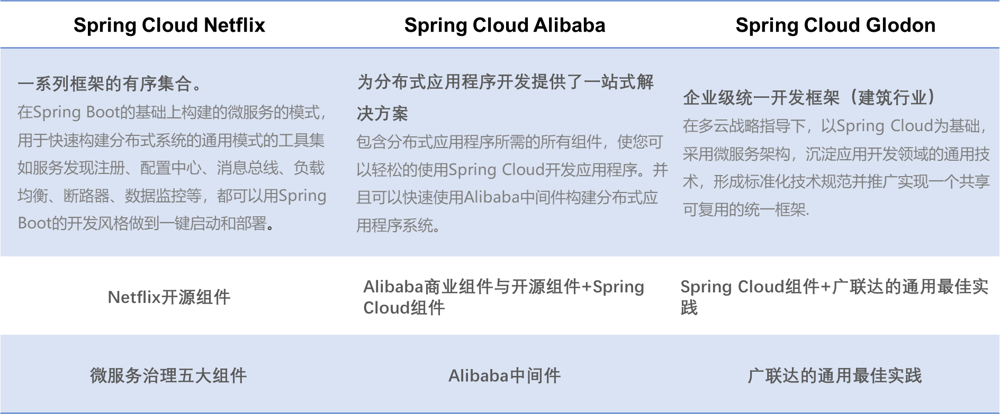 Spring Cloud Netflix
Spring Cloud Alibaba
Spring Cloud Glodon
一系列框架的有序集合。
在Spring Boot的基础上构建的微服务的模式，
用于快速构建分布式系统的通用模式的工具集
如服务发现注册、配置中心、消息总线、负载
均衡、断路器、数据监控等，都可以用Spring
Boot的开发风格做到一键启动和部署。
为分布式应用程序开发提供了一站式解
决方案
包含分布式应用程序所需的所有组件，使您可
以轻松的使用Spring Cloud开发应用程序。并
且可以快速使用Alibaba中间件构建分布式应
用程序系统。
企业级统一开发框架（建筑行业）
在多云战略指导下，以Spring Cloud为基础，
采用微服务架构，沉淀应用开发领域的通用技
术，形成标准化技术规范并推广实现一个共享
可复用的统一框架.
Netflix开源组件
Alibaba商业组件与开源组件+Spring
Cloud组件
Spring Cloud组件+广联达的通用最佳实
践
微服务治理五大组件
Alibaba中间件
广联达的通用最佳实践